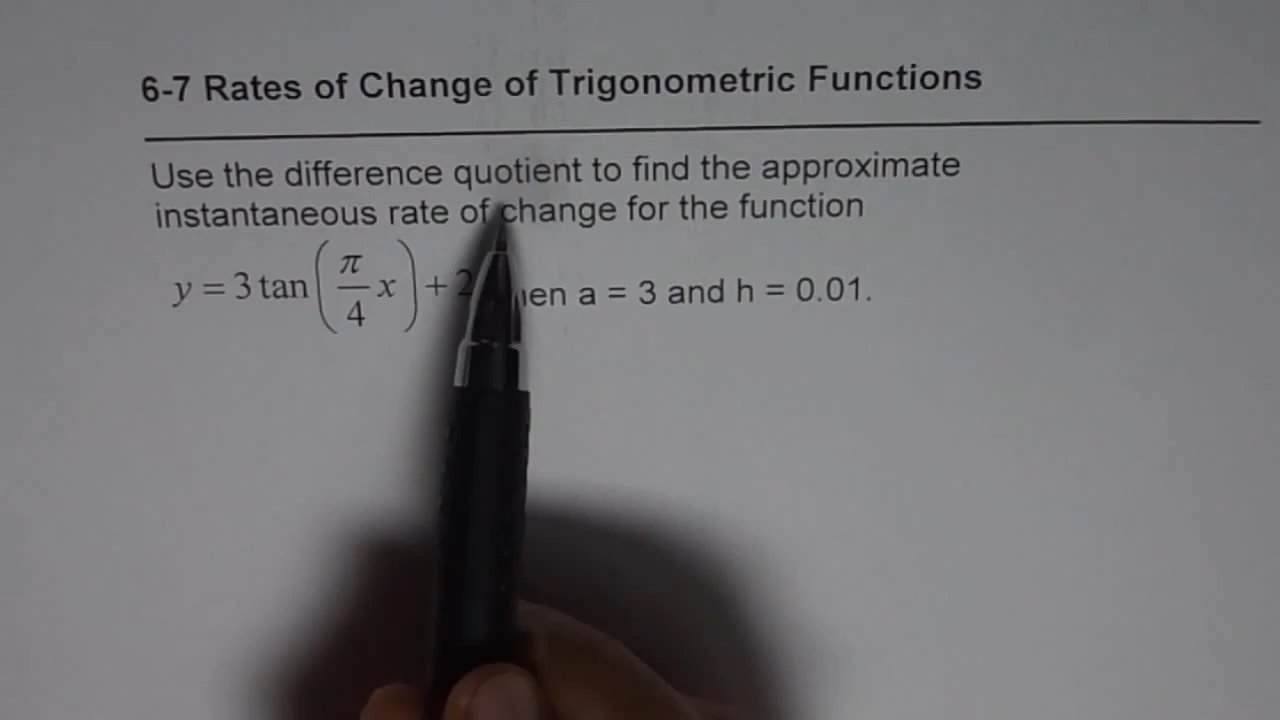 6-7 Rates of Change of Trigonometric Functions
Use the difference quotient to find the approximate
instantaneous rate of change for the function
y = 3 tan(π/4 x) + 2 a = 3 and h = 0.01.